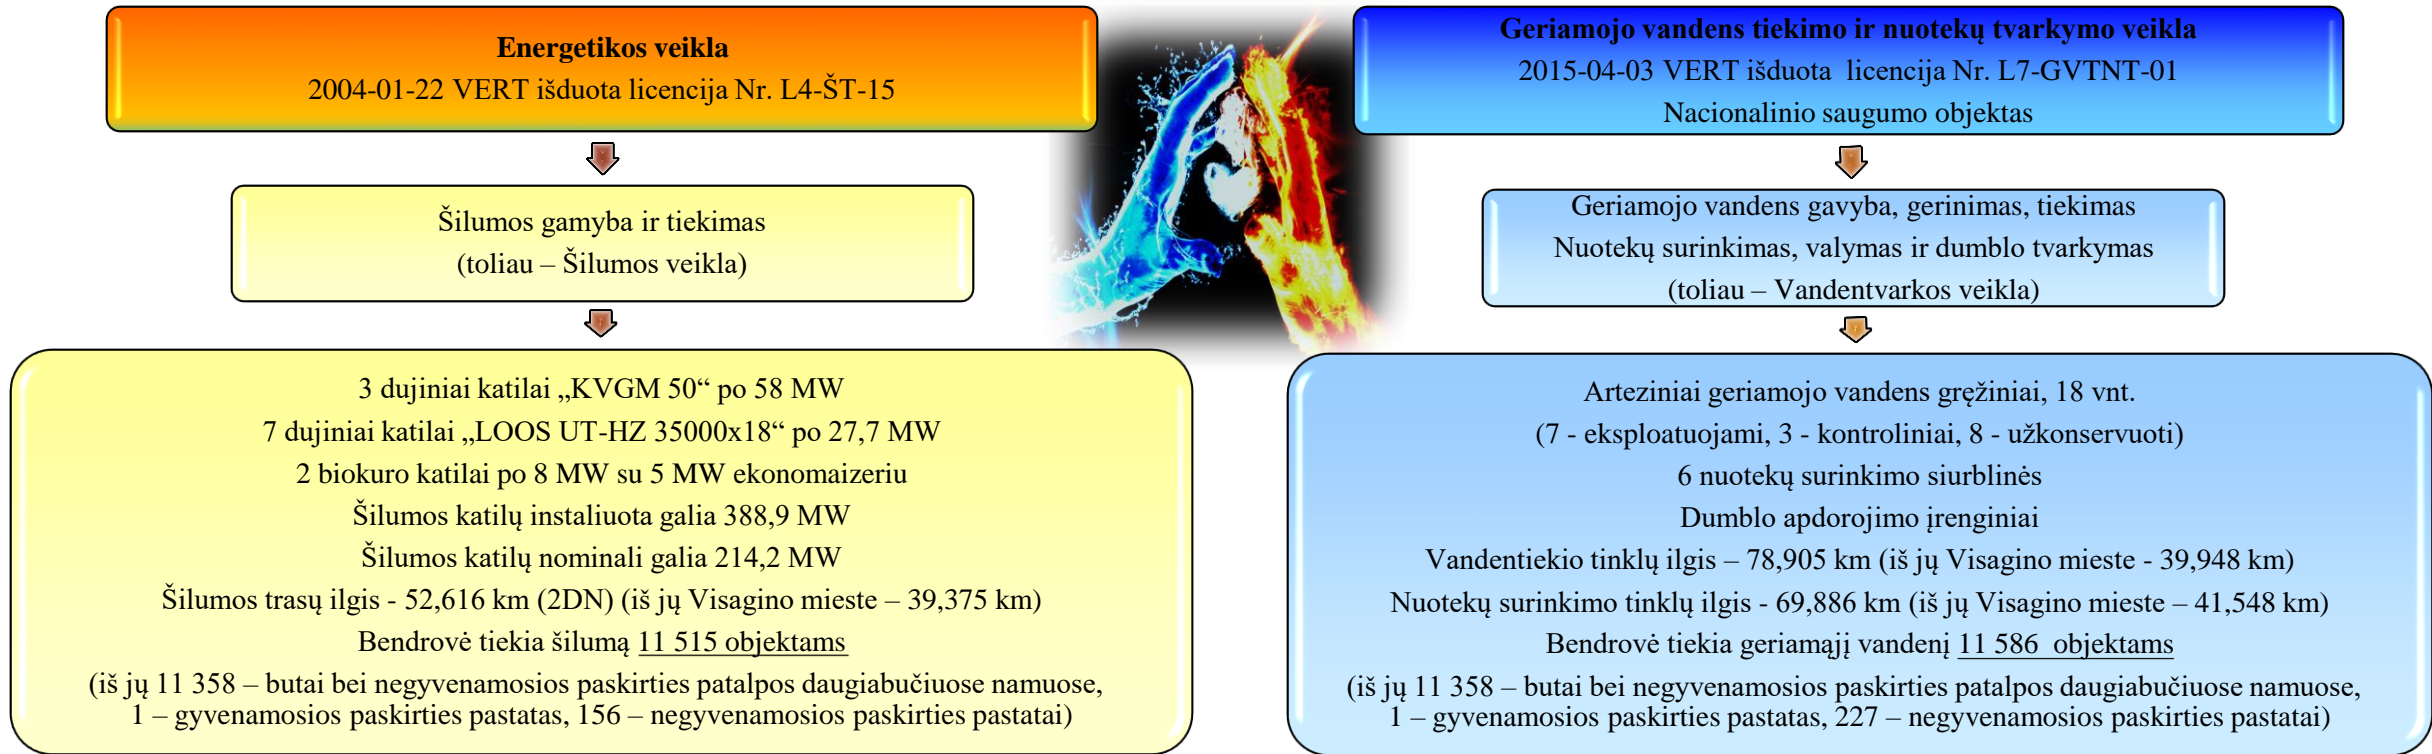 Energetikos veikla
2004-01-22 VERT išduota licencija Nr. L4-ŠT-15
Šilumos gamyba ir tiekimas
(toliau – Šilumos veikla)
3 dujiniai katilai „KVGM 50“ po 58 MW
7 dujiniai katilai „LOOS UT-HZ 35000x18“ po 27,7 MW
2 biokuro katilai po 8 MW su 5 MW ekonomaizeriu
Šilumos katilų instaliuota galia 388,9 MW
Šilumos katilų nominali galia 214,2 MW
Šilumos trasų ilgis - 52,616 km (2DN) (iš jų Visagino mieste – 39,375 km)
Bendrovė tiekia šilumą 11 515 objektams
(iš jų 11 358 – butai bei negyvenamosios paskirties patalpos daugiabučiuose namuose,
1 – gyvenamosios paskirties pastatas, 156 – negyvenamosios paskirties pastatai)
Geriamojo vandens tiekimo ir nuotekų tvarkymo veikla
2015-04-03 VERT išduota licencija Nr. L7-GVTNT-01
Nacionalinio saugumo objektas
Geriamojo vandens gavyba, gerinimas, tiekimas
Nuotekų surinkimas, valymas ir dumblo tvarkymas
(toliau – Vandentvarkos veikla)
Arteziniai geriamojo vandens gręžiniai, 18 vnt.
(7 - eksploatuojami, 3 - kontroliniai, 8 - užkonservuoti)
6 nuotekų surinkimo siurblinės
Dumblo apdorojimo įrenginiai
Vandentiekio tinklų ilgis – 78,905 km (iš jų Visagino mieste - 39,948 km)
Nuotekų surinkimo tinklų ilgis - 69,886 km (iš jų Visagino mieste – 41,548 km)
Bendrovė tiekia geriamąjį vandenį 11 586 objektams
(iš jų 11 358 – butai bei negyvenamosios paskirties patalpos daugiabučiuose namuose,
1 – gyvenamosios paskirties pastatas, 227 – negyvenamosios paskirties pastatai)